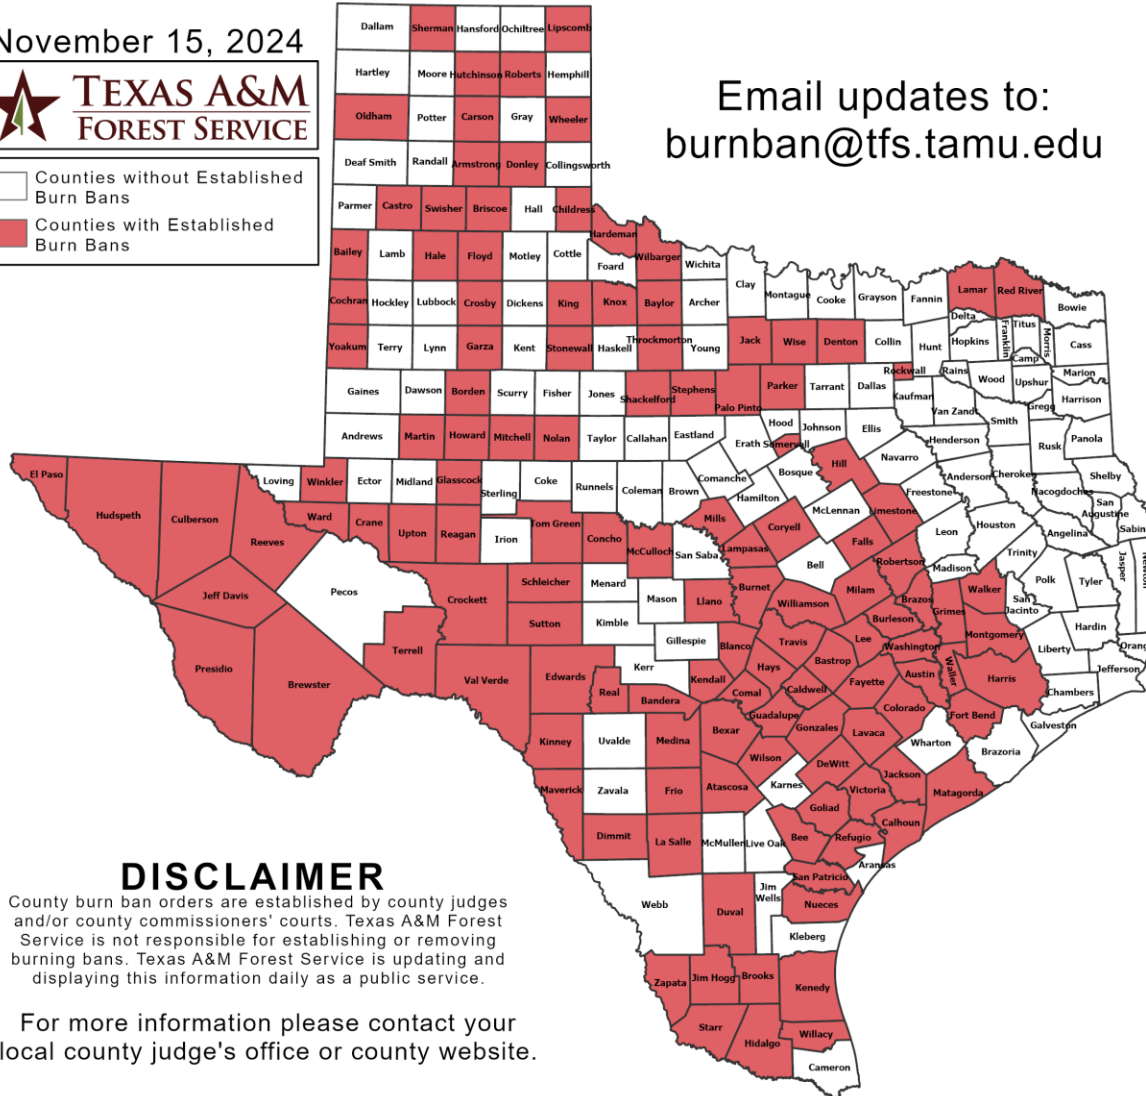 November 15, 2024
TEXAS A&M
FOREST SERVICE
Counties without Established
Burn Bans
Counties with Established
Burn Bans
Email updates to:
burnban@tfs.tamu.edu
Dallam Sherman Hansford Ochiltree Lipscomb
Hartley Moore Hutchinson Roberts Hemphill
Oldham Potter Carson Gray Wheeler
Deaf Smith Randall Armstrong Donley Collingsworth
Parmer Castro Swisher Briscoe Hall Childress
Hardeman
Bailey Lamb Hale Floyd Motley Cottle Foard Wilbarger Wichita
Clay Montague Cooke Grayson Fannin Lamar Red River Bowie
Cochran Hockley Lubbock Crosby Dickens King Knox Baylor Archer
Delta Franklin Titus Morris Cass
Yoakum Terry Lynn Garza Kent Stonewall Haskell Throckmorton Young Jack Wise Denton Collin Hunt Hopkins
Camp
Rockwall Rains Marion
Gaines Dawson Borden Scurry Fisher Jones Shackelford Stephens Palo Pinto Parker Tarrant Dallas Kaufman Van Zandt Wood Upshur Gregg Harrison
Andrews Martin Howard Mitchell Nolan Taylor Callahan Eastland Erath Hood Somervell Johnson Ellis Henderson Smith Rusk Panola
El Paso Hudspeth Culberson Loving Winkler Ector Midland Glasscock Sterling Coke Runnels Coleman Brown Comanche Hamilton Bosque Hill Navarro Freestone Anderson Cherokee Nacogdoches Shelby
San
Augustine
Sabin
Reeves Ward Crane Upton Reagan Irion Tom Green Concho McCulloch San Saba Mills Lampasas Coryell McLennan Limestone Falls Leon Houston Angelina
Trinity
Jeff Davis Pecos Crockett Schleicher Menard Mason Llano Burnet Bell Williamson Milam Robertson Brazos Madison Grimes Walker San
Jacinto Polk Tyler Jasper Newton
Sutton Kimble Gillespie Blanco Travis Lee Burleson Washington Montgomery Liberty Hardin Orang
Presidio Brewster Terrell Val Verde Edwards Real Kerr Bandera Kendall Hays Comal Caldwell Bastrop Fayette Austin Waller Harris Chambers Jefferson
Kinney Uvalde Medina Bexar Guadalupe Gonzales Lavaca Colorado Wharton Fort Bend Brazoria Galveston
Wilson
Maverick Zavala Frio Atascosa Karnes DeWitt Victoria Jackson Matagorda
Goliad Calhoun
Dimmit La Salle McMullen Live Oak Bee Refugio Aransas
San Patricio
Webb Duval Jim
Wells
Nueces
Kleberg
Zapata Jim Hogg Brooks Kenedy
Starr Hidalgo Willacy
Cameron
DISCLAIMER
County burn ban orders are established by county judges
and/or county commissioners' courts. Texas A&M Forest
Service is not responsible for establishing or removing
burning bans. Texas A&M Forest Service is updating and
displaying this information daily as a public service.
For more information please contact your
local county judge's office or county website.